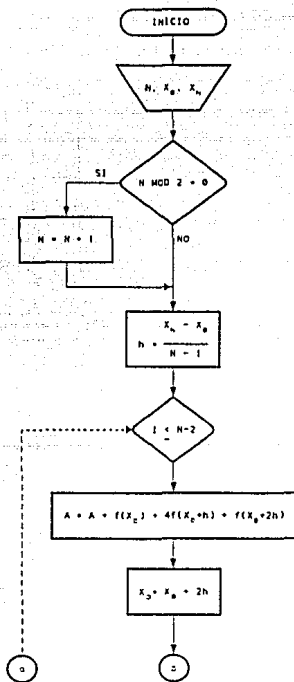 INICIO
N, X₀, Xₙ
SI
N MOD 2 = 0
N = N + 1
NO
h = (Xₙ - X₀) / (N - 1)
I ≤ N-2
A = A + f(X₀) + 4f(X₀+h) + f(X₀+2h)
X₀ = X₀ + 2h
a